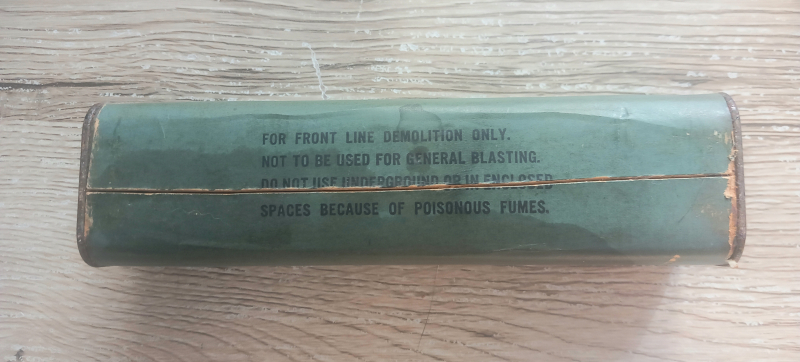 FOR FRONT LINE DEMOLITION ONLY.
NOT TO BE USED FOR GENERAL BLASTING.
DO NOT USE UNDERGROUND OR IN ENCLOSED
SPACES BECAUSE OF POISONOUS FUMES.